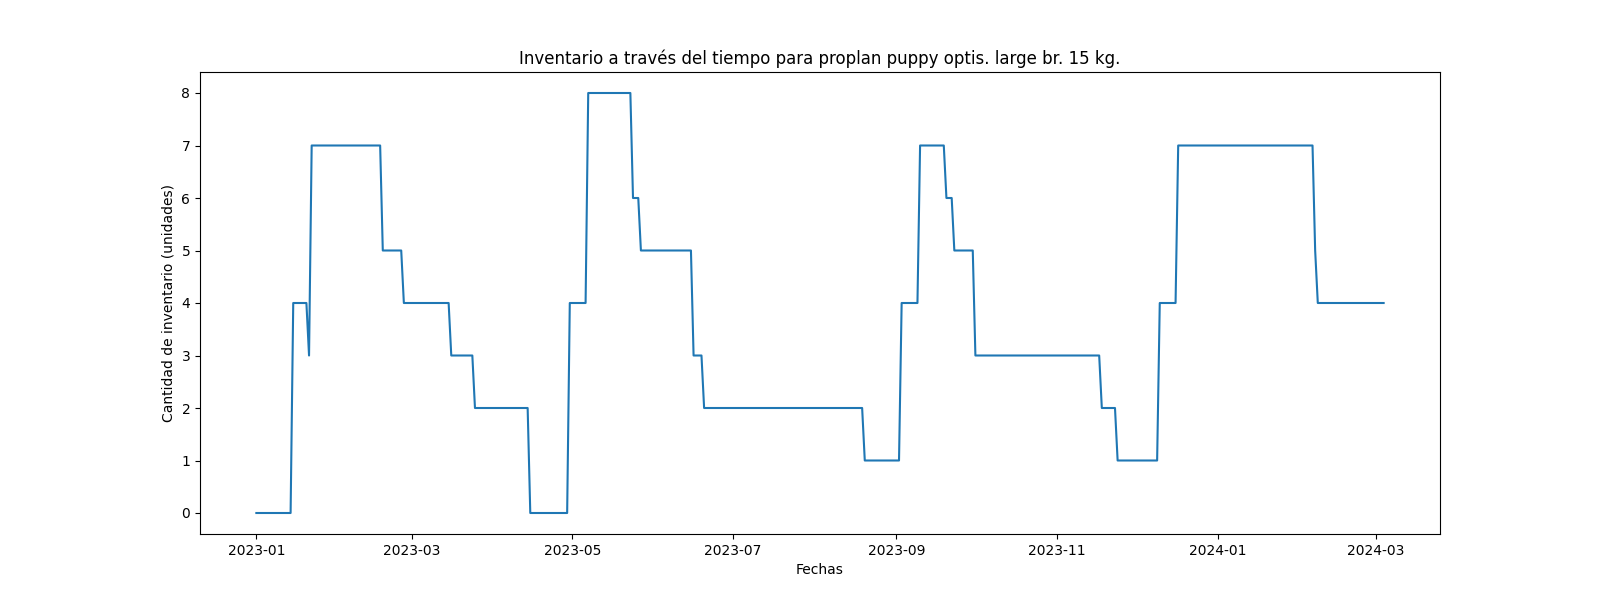 Inventario a través del tiempo para proplan puppy optis. large br. 15 kg.
Cantidad de inventario (unidades)
8
7
6
5
4
3
2
1
0
2023-01 2023-03 2023-05 2023-07 2023-09 2023-11 2024-01 2024-03
Fechas